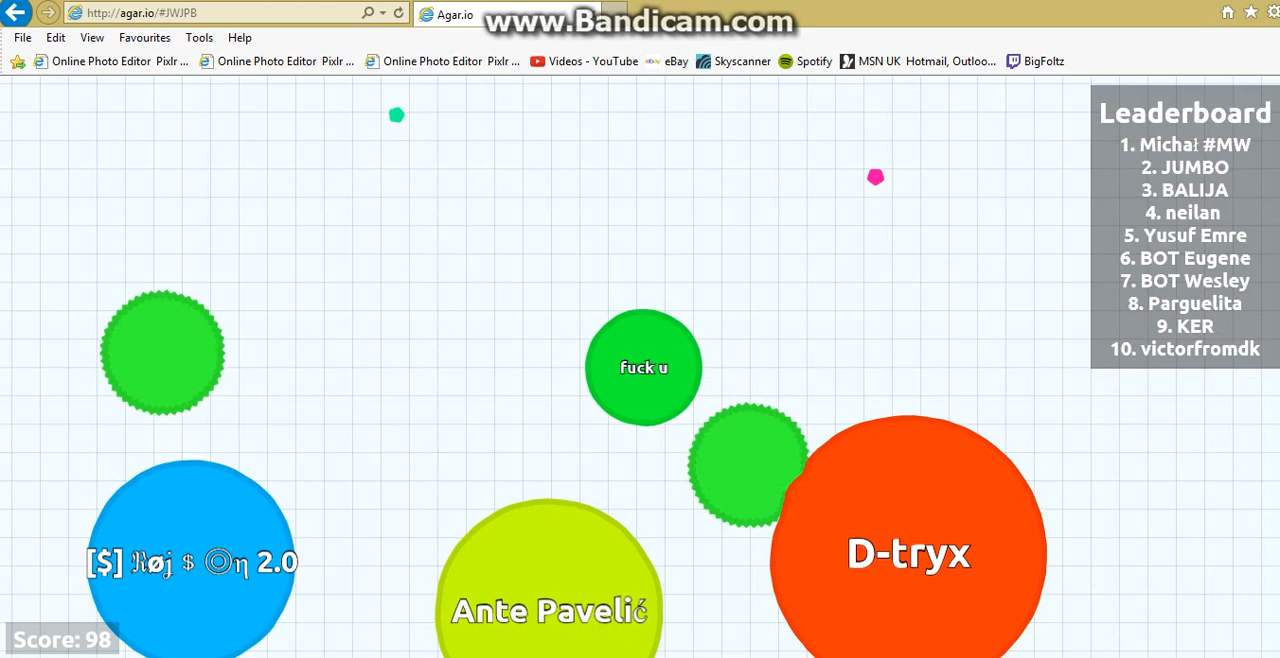 http://agar.io/#JWJPB
Agar.io
www.Bandicam.com
File Edit View Favourites Tools Help
Online Photo Editor Pixlr ... Online Photo Editor Pixlr ... Online Photo Editor Pixlr ... Videos - YouTube ebay eBay Skyscanner Spotify MSN UK Hotmail, Outloo... BigFoltz
Leaderboard
1. Michał #MW
2. JUMBO
3. BALIJA
4. neilan
5. Yusuf Emre
6. BOT Eugene
7. BOT Wesley
8. Parguelita
9. KER
10. victorfromdk
fuck u
D-tryx
[$] ℜøj $ ◎η 2.0
Ante Pavelić
Score: 98